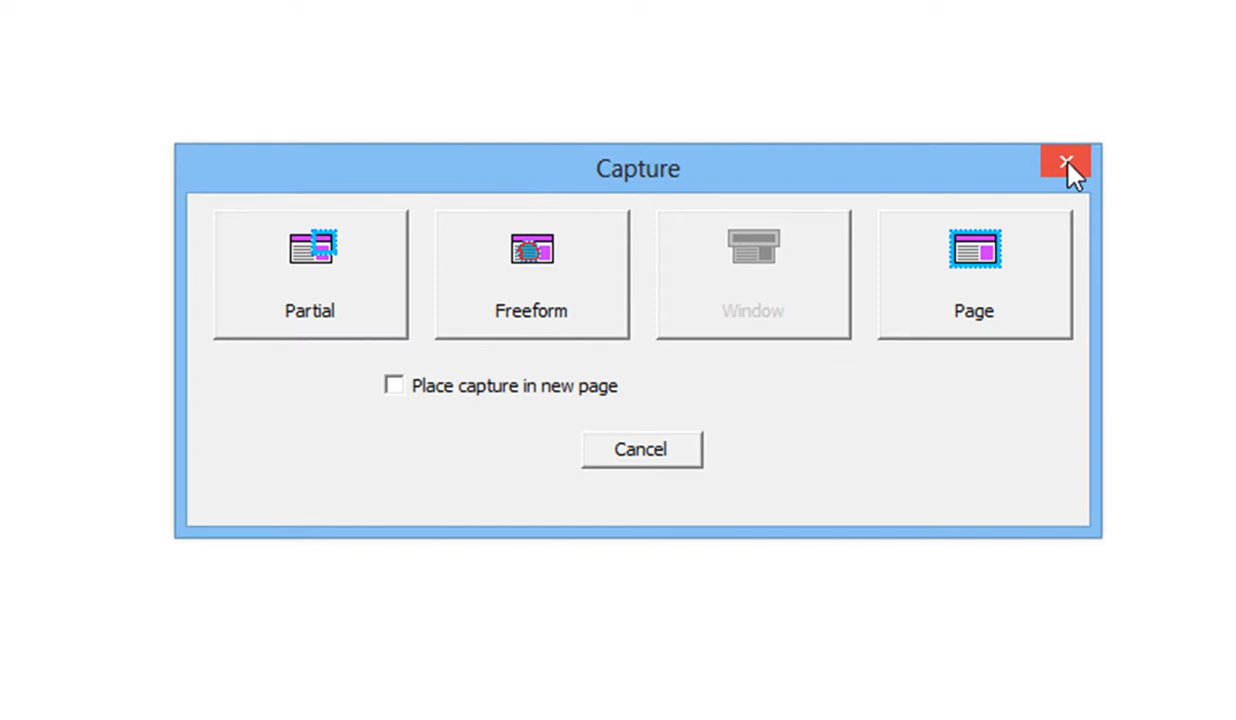 Capture
Partial
Freeform
Window
Page
Place capture in new page
Cancel